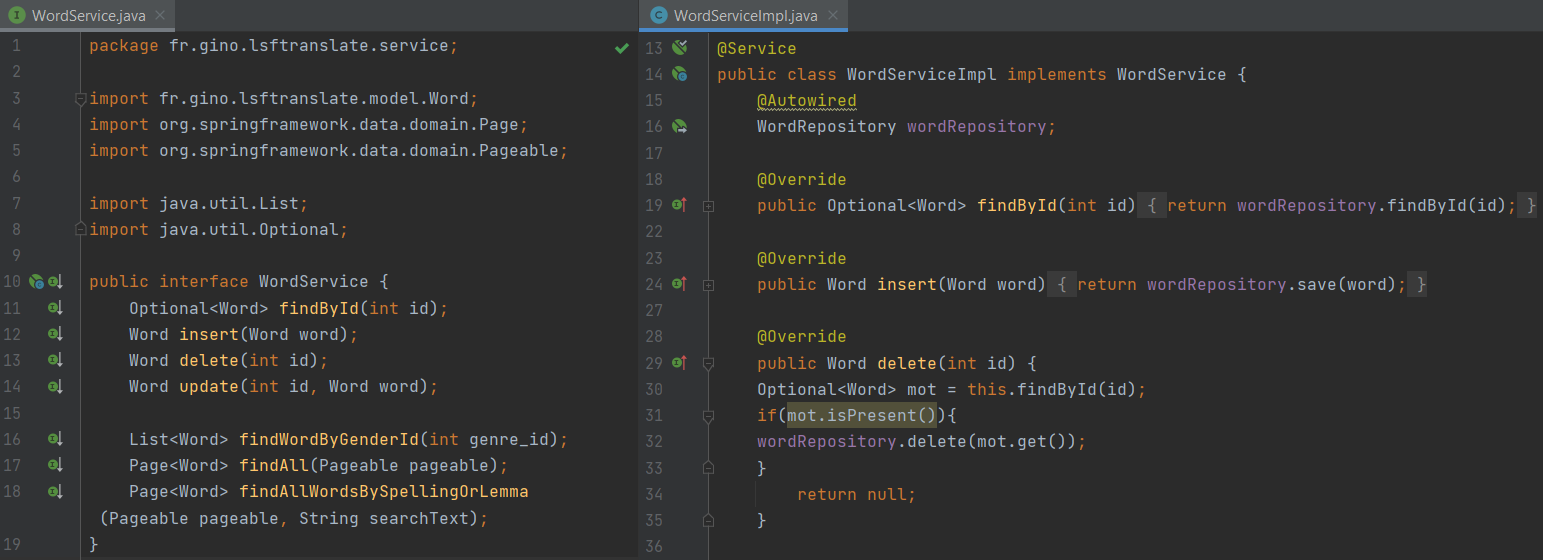 WordService.java
1 package fr.gino.lsftranslate.service;
2
3 import fr.gino.lsftranslate.model.Word;
4 import org.springframework.data.domain.Page;
5 import org.springframework.data.domain.Pageable;
6
7 import java.util.List;
8 import java.util.Optional;
9
10 public interface WordService {
11 Optional<Word> findById(int id);
12 Word insert(Word word);
13 Word delete(int id);
14 Word update(int id, Word word);
15
16 List<Word> findWordByGenderId(int genre_id);
17 Page<Word> findAll(Pageable pageable);
18 Page<Word> findAllWordsBySpellingOrLemma
(Pageable pageable, String searchText);
19 }
WordServiceImpl.java
13 @Service
14 public class WordServiceImpl implements WordService {
15 @Autowired
16 WordRepository wordRepository;
17
18 @Override
19 public Optional<Word> findById(int id) { return wordRepository.findById(id); }
22
23 @Override
24 public Word insert(Word word) { return wordRepository.save(word); }
27
28 @Override
29 public Word delete(int id) {
30 Optional<Word> mot = this.findById(id);
31 if(mot.isPresent()){
32 wordRepository.delete(mot.get());
33 }
34 return null;
35 }
36